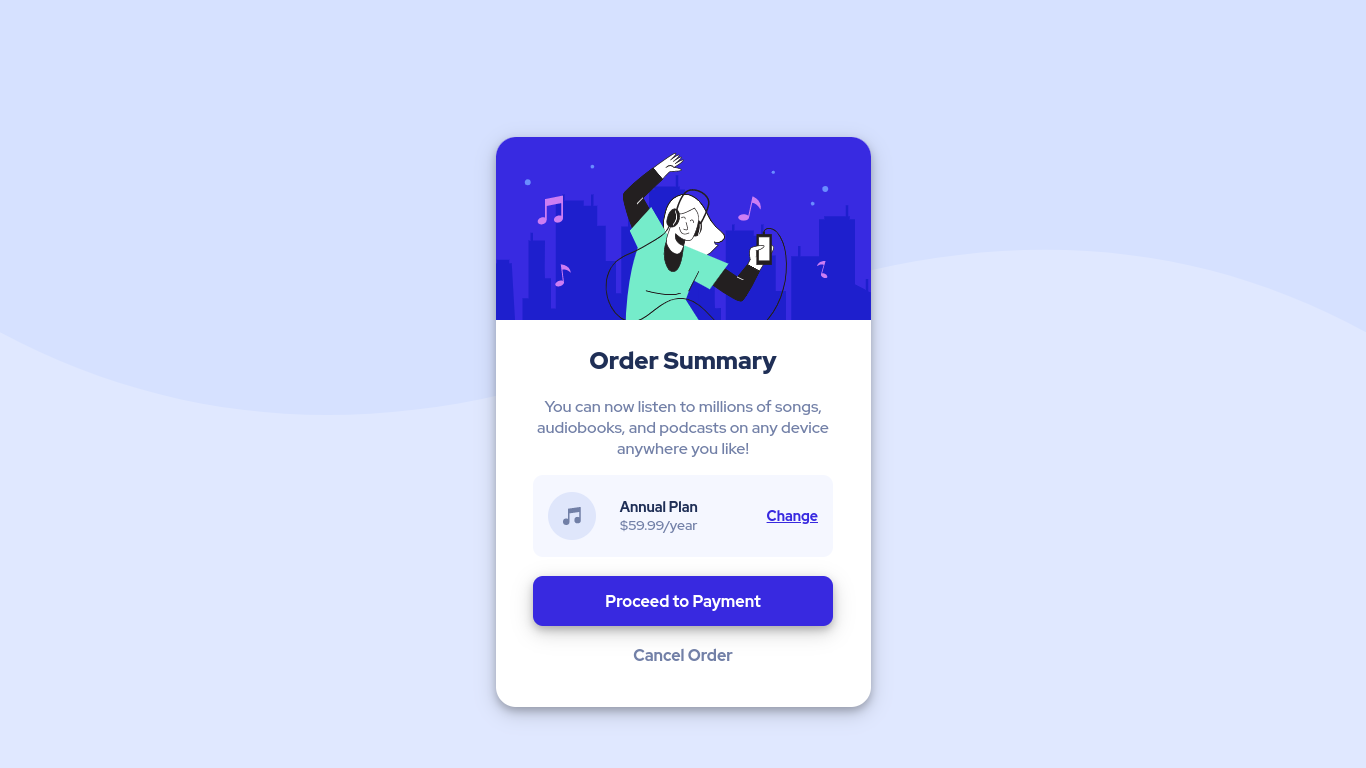 Order Summary
You can now listen to millions of songs,
audiobooks, and podcasts on any device
anywhere you like!
Annual Plan
$59.99/year
Change
Proceed to Payment
Cancel Order